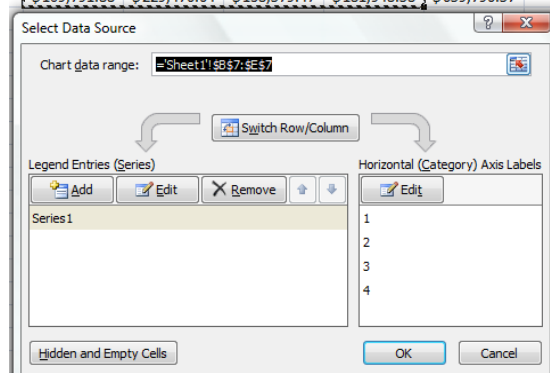 Select Data Source
Chart data range: ='Sheet1'!$B$7:$E$7
Switch Row/Column
Legend Entries (Series)
Horizontal (Category) Axis Labels
Add Edit Remove
Edit
Series1
1
2
3
4
Hidden and Empty Cells
OK Cancel